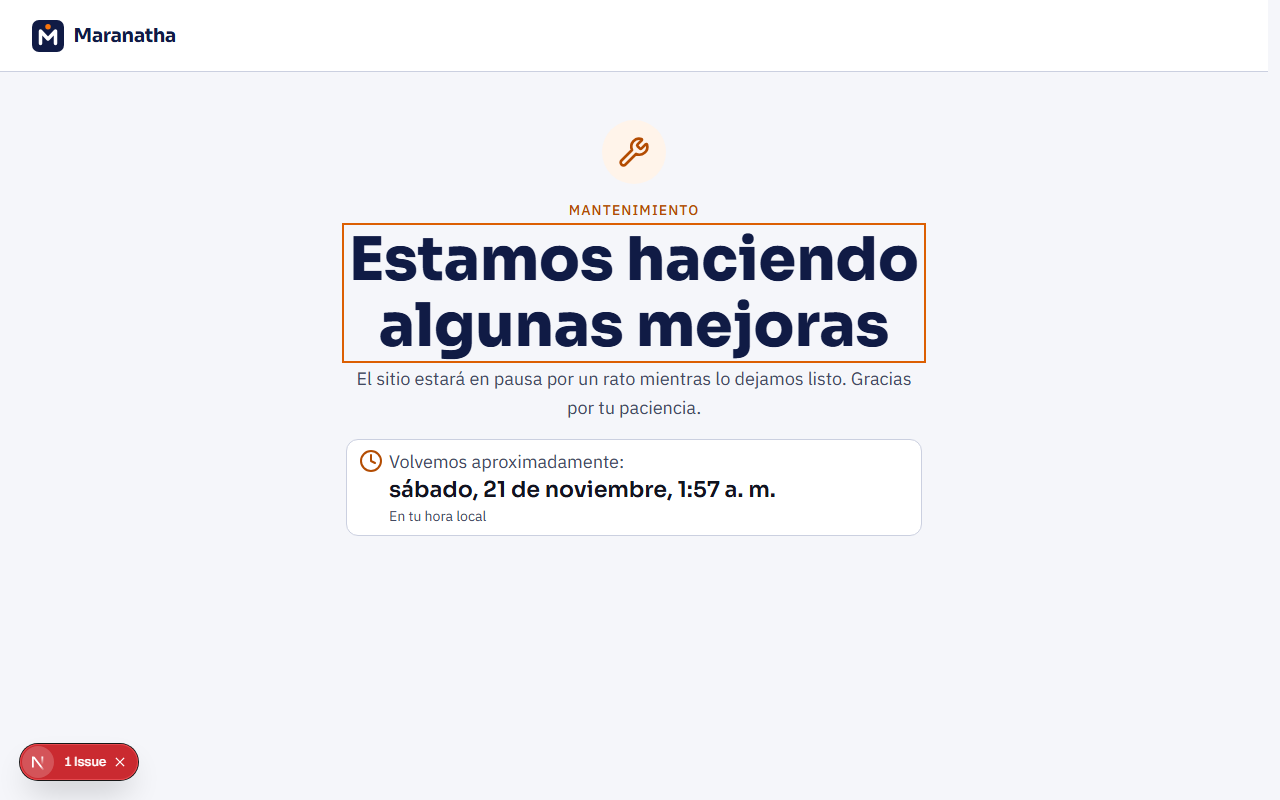 Maranatha
MANTENIMIENTO
Estamos haciendo
algunas mejoras
El sitio estará en pausa por un rato mientras lo dejamos listo. Gracias
por tu paciencia.
Volvemos aproximadamente:
sábado, 21 de noviembre, 1:57 a. m.
En tu hora local
1 Issue